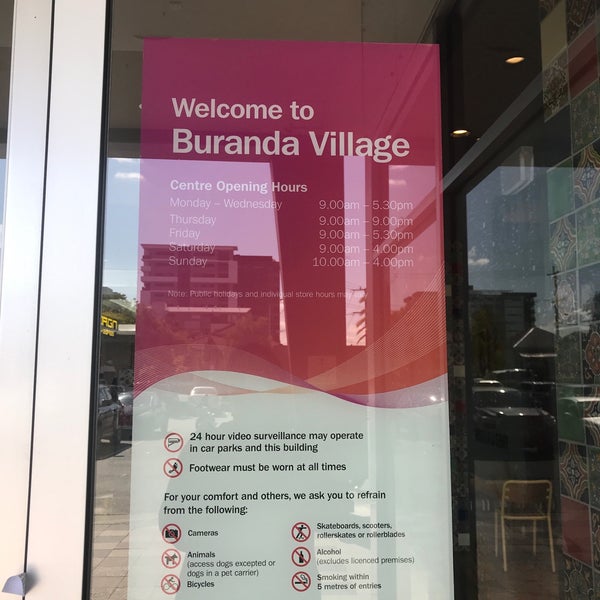 Welcome to
Buranda Village
Centre Opening Hours
Monday – Wednesday 9.00am – 5.30pm
Thursday 9.00am – 9.00pm
Friday 9.00am – 5.30pm
Saturday 9.00am – 4.00pm
Sunday 10.00am – 4.00pm
Note: Public holidays and individual store hours may vary
24 hour video surveillance may operate
in car parks and this building
Footwear must be worn at all times
For your comfort and others, we ask you to refrain
from the following:
Cameras
Animals
(access dogs excepted or
dogs in a pet carrier)
Bicycles
Skateboards, scooters,
rollerskates or rollerblades
Alcohol
(excludes licenced premises)
Smoking within
5 metres of entries